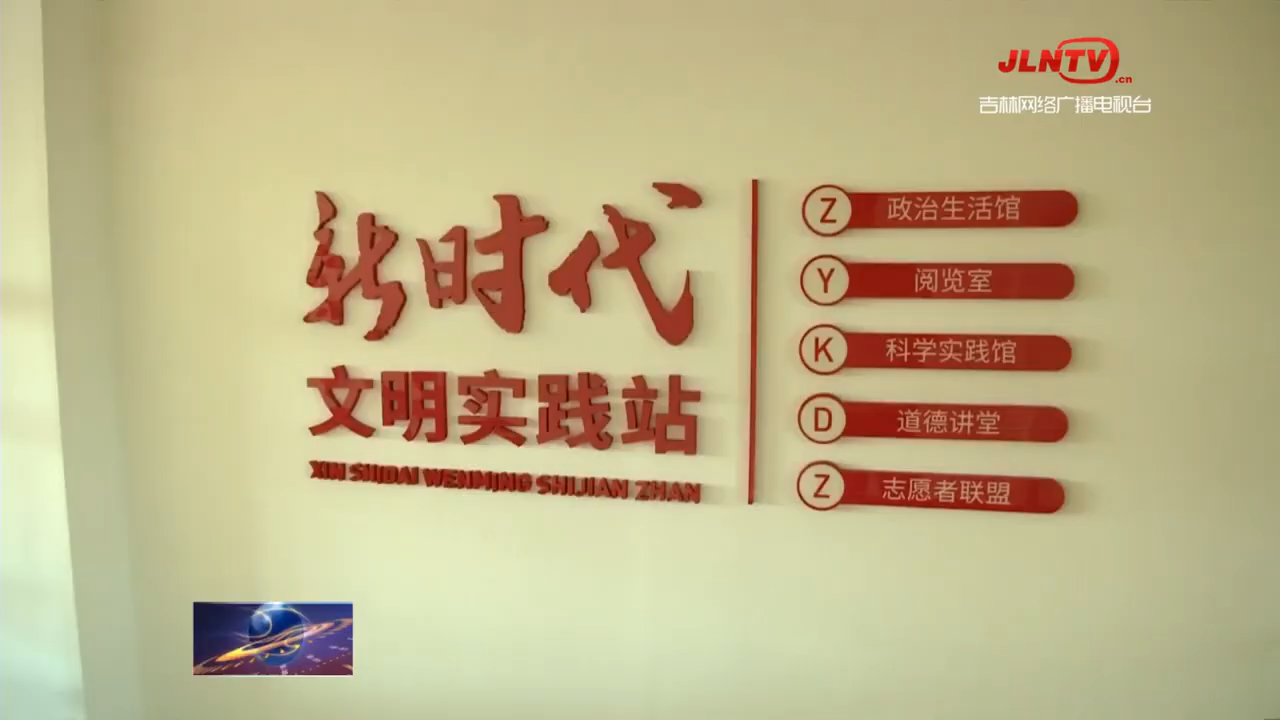 JLNTV.cn
吉林网络广播电视台
新时代
文明实践站
XIN SHIDAI WENMING SHIJIAN ZHAN
Z 政治生活馆
Y 阅览室
K 科学实践馆
D 道德讲堂
Z 志愿者联盟